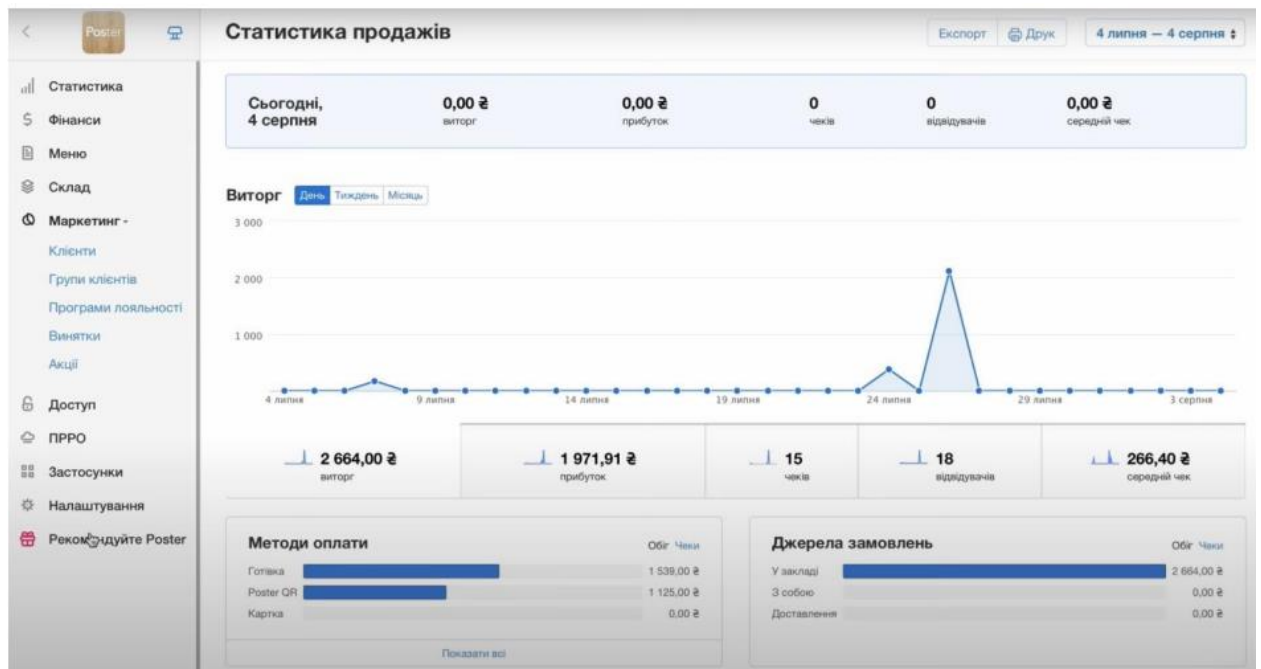 Poster
Статистика продажів
Експорт
Друк
4 липня — 4 серпня
Статистика
Фінанси
Меню
Склад
Маркетинг -
Клієнти
Групи клієнтів
Програми лояльності
Винятки
Акції
Доступ
ПРРО
Застосунки
Налаштування
Рекомендуйте Poster
Сьогодні,
4 серпня
0,00 ₴
виторг
0,00 ₴
прибуток
0
чеків
0
відвідувачів
0,00 ₴
середній чек
Виторг День Тиждень Місяць
3 000
2 000
1 000
4 липня 9 липня 14 липня 19 липня 24 липня 29 липня 3 серпня
2 664,00 ₴
виторг
1 971,91 ₴
прибуток
15
чеків
18
відвідувачів
266,40 ₴
середній чек
Методи оплати Обіг Чеки
Готівка 1 539,00 ₴
Poster QR 1 125,00 ₴
Картка 0,00 ₴
Показати всі
Джерела замовлень Обіг Чеки
У закладі 2 664,00 ₴
З собою 0,00 ₴
Доставлення 0,00 ₴